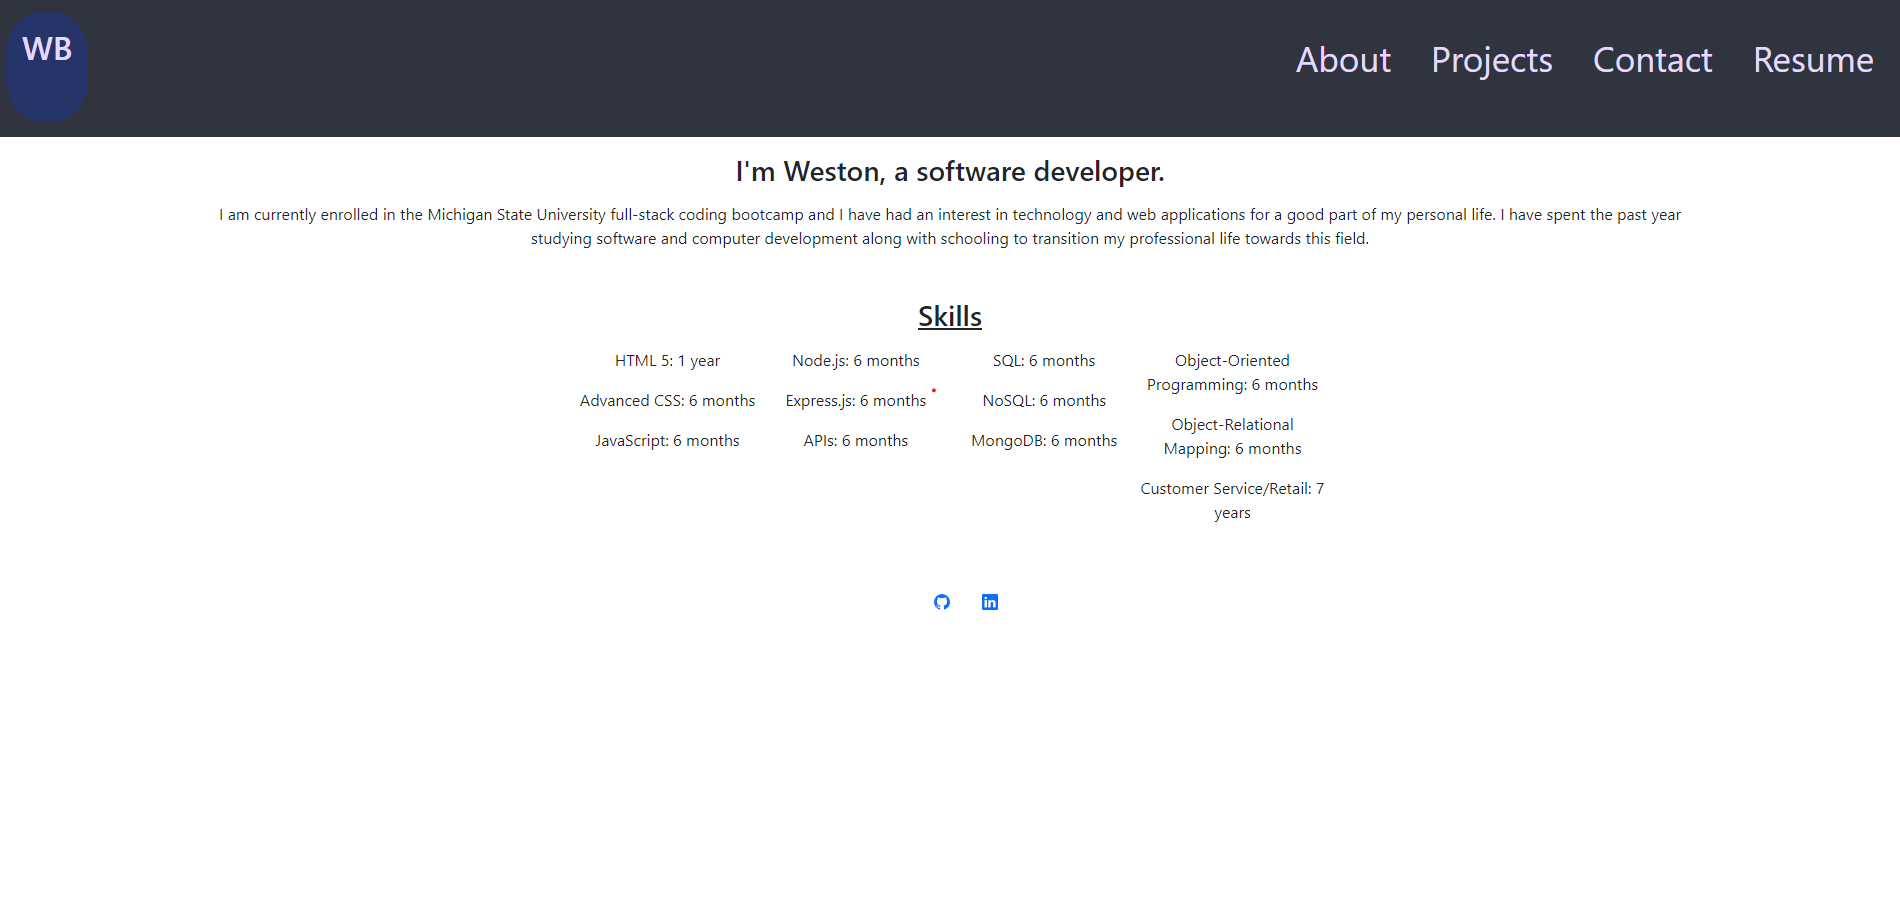 WB
About Projects Contact Resume
I'm Weston, a software developer.
I am currently enrolled in the Michigan State University full-stack coding bootcamp and I have had an interest in technology and web applications for a good part of my personal life. I have spent the past year
studying software and computer development along with schooling to transition my professional life towards this field.
Skills
HTML 5: 1 year
Advanced CSS: 6 months
JavaScript: 6 months
Node.js: 6 months
Express.js: 6 months
APIs: 6 months
SQL: 6 months
NoSQL: 6 months
MongoDB: 6 months
Object-Oriented
Programming: 6 months
Object-Relational
Mapping: 6 months
Customer Service/Retail: 7
years
in